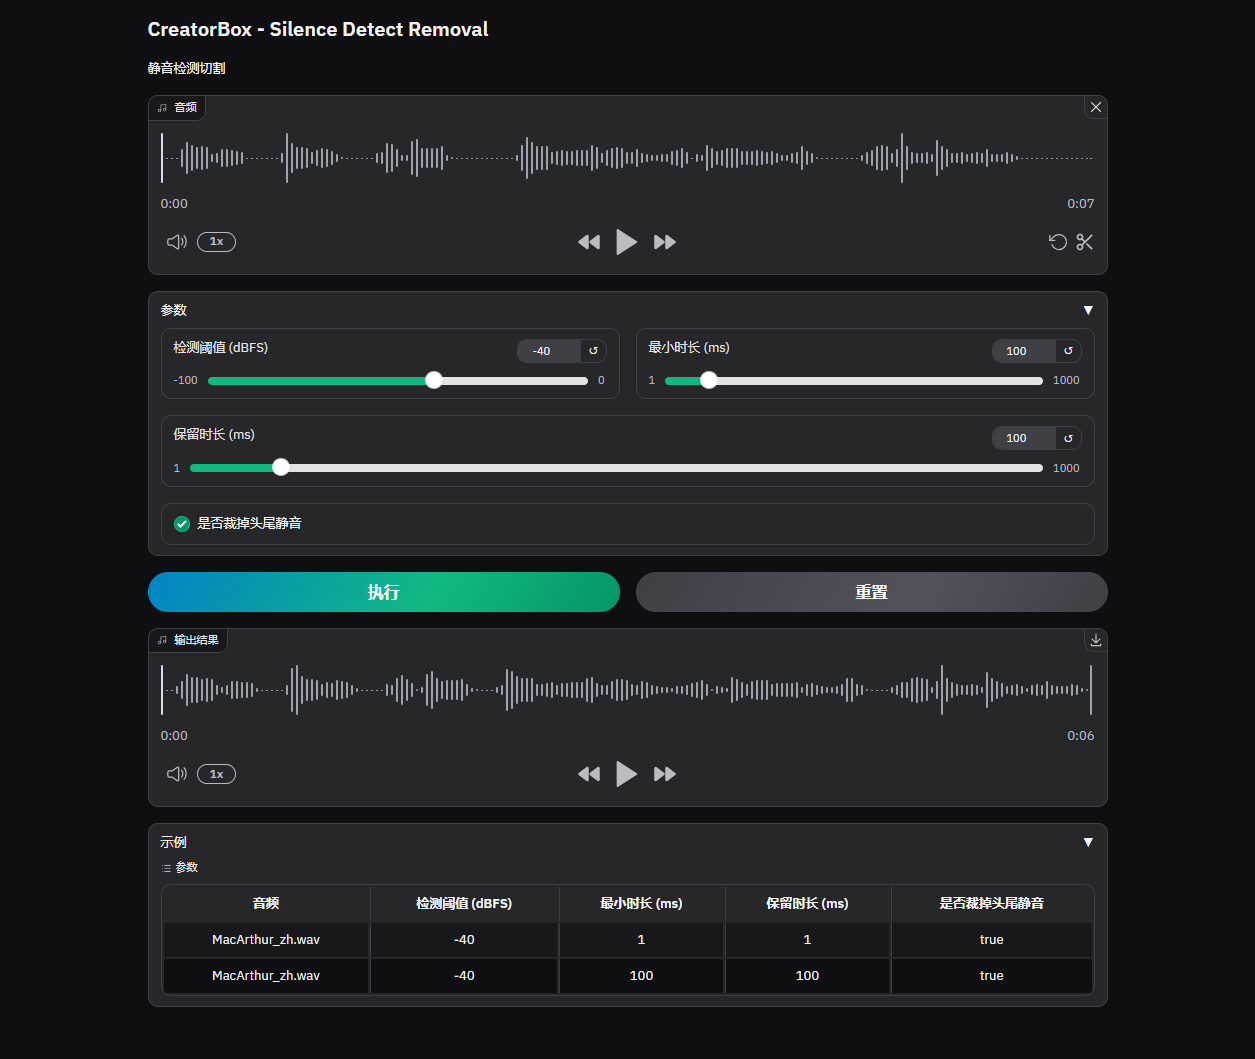 CreatorBox - Silence Detect Removal
静音检测切割
音频
0:00
0:07
1x
参数
▼
检测阈值 (dBFS)
-40
↺
-100
0
最小时长 (ms)
100
↺
1
1000
保留时长 (ms)
100
↺
1
1000
是否裁掉头尾静音
执行
重置
输出结果
0:00
0:06
1x
示例
▼
参数
音频 检测阈值 (dBFS) 最小时长 (ms) 保留时长 (ms) 是否裁掉头尾静音
MacArthur_zh.wav -40 1 1 true
MacArthur_zh.wav -40 100 100 true